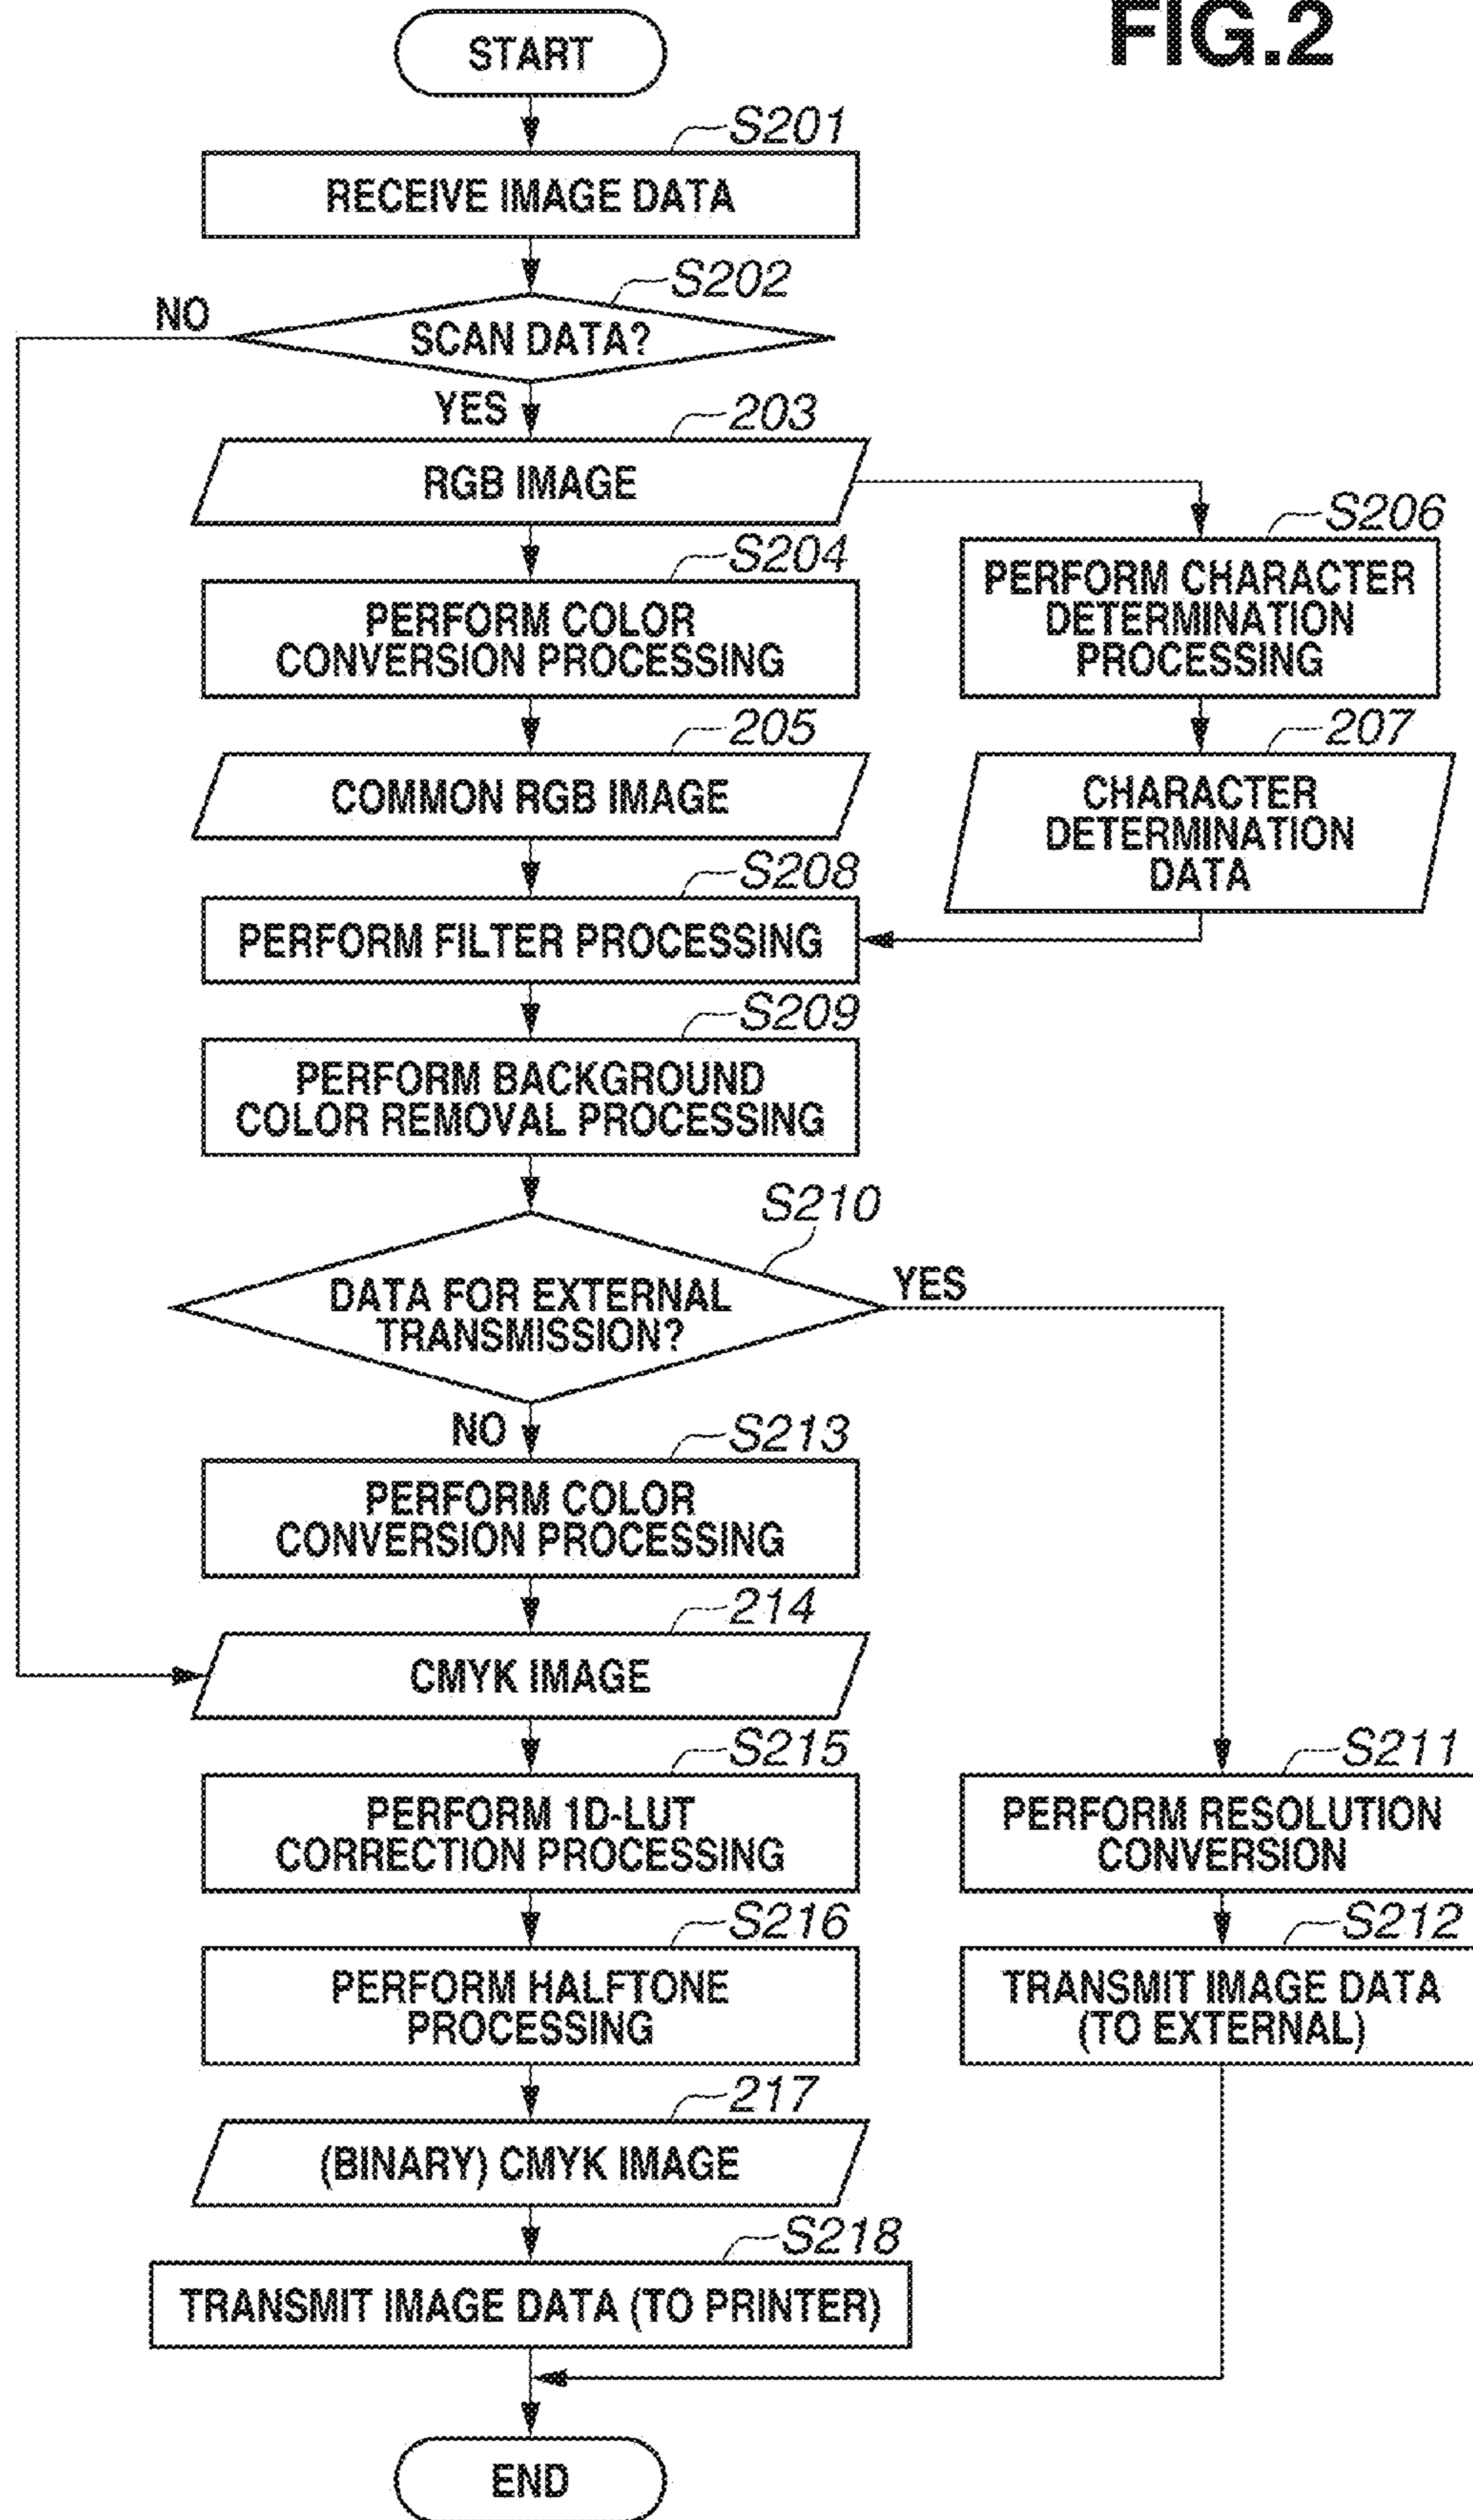 FIG.2
START
S201
RECEIVE IMAGE DATA
S202
NO
SCAN DATA?
YES
203
RGB IMAGE
S206
PERFORM CHARACTER
DETERMINATION
PROCESSING
S204
PERFORM COLOR
CONVERSION PROCESSING
205
COMMON RGB IMAGE
207
CHARACTER
DETERMINATION
DATA
S208
PERFORM FILTER PROCESSING
S209
PERFORM BACKGROUND
COLOR REMOVAL PROCESSING
S210
DATA FOR EXTERNAL
TRANSMISSION?
YES
NO
S213
PERFORM COLOR
CONVERSION PROCESSING
214
CMYK IMAGE
S215
PERFORM 1D-LUT
CORRECTION PROCESSING
S211
PERFORM RESOLUTION
CONVERSION
S216
PERFORM HALFTONE
PROCESSING
S212
TRANSMIT IMAGE DATA
(TO EXTERNAL)
217
(BINARY) CMYK IMAGE
S218
TRANSMIT IMAGE DATA (TO PRINTER)
END